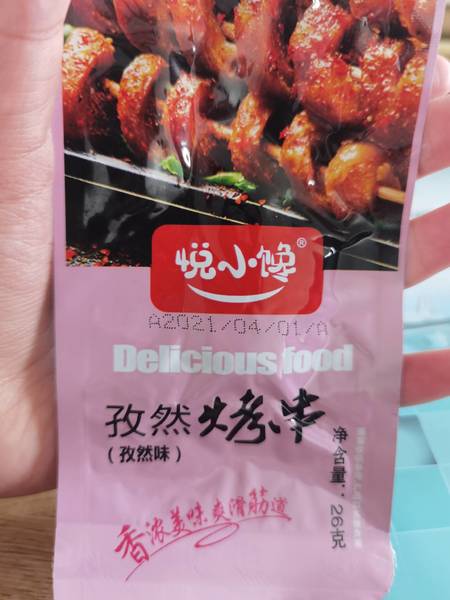 悦小馋®
A2021/04/01/A
Delicious food
孜然烤串
(孜然味)
净含量:26克
香浓美味爽滑筋道